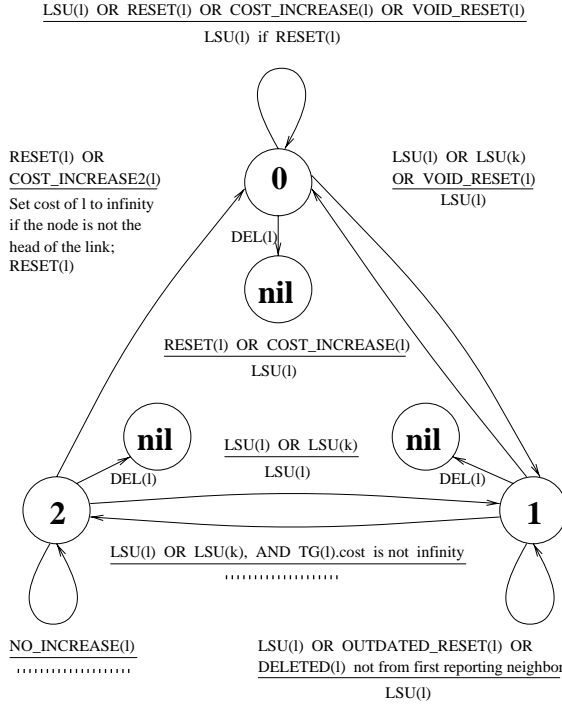 LSU(l) OR RESET(l) OR COST_INCREASE(l) OR VOID_RESET(l)
LSU(l) if RESET(l)
RESET(l) OR
COST_INCREASE2(l)
Set cost of l to infinity
if the node is not the
head of the link;
RESET(l)
0
LSU(l) OR LSU(k)
OR VOID_RESET(l)
LSU(l)
DEL(l)
nil
RESET(l) OR COST_INCREASE(l)
LSU(l)
nil
DEL(l)
LSU(l) OR LSU(k)
LSU(l)
nil
DEL(l)
2
1
LSU(l) OR LSU(k), AND TG(l).cost is not infinity
NO_INCREASE(l)
LSU(l) OR OUTDATED_RESET(l) OR
DELETED(l) not from first reporting neighbor
LSU(l)